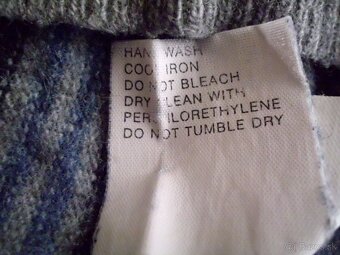 HAND WASH
COOL IRON
DO NOT BLEACH
DRY CLEAN WITH
PERCHLORETHYLENE
DO NOT TUMBLE DRY